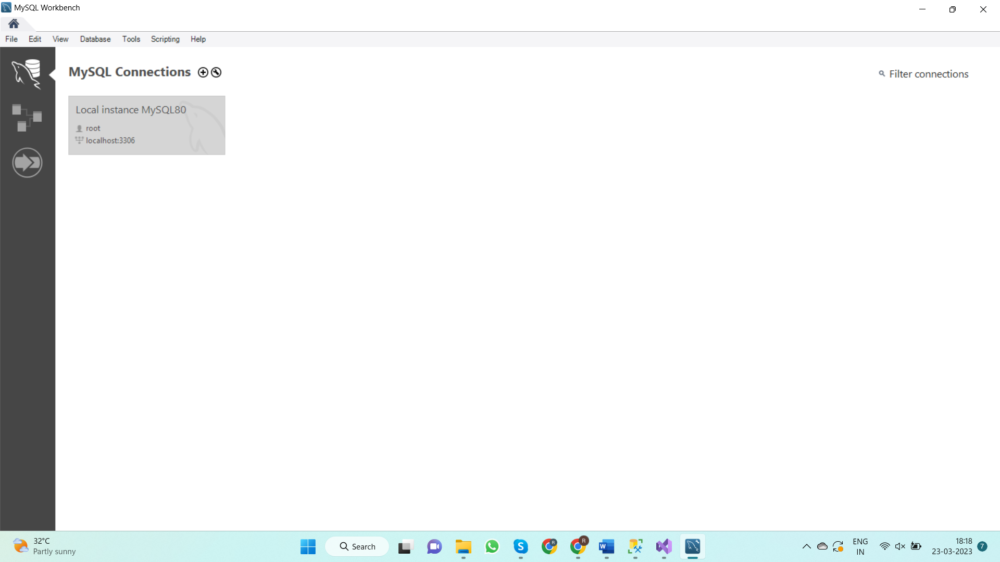 MySQL Workbench
File Edit View Database Tools Scripting Help
MySQL Connections
Filter connections
Local instance MySQL80
root
localhost:3306
32°C
Partly sunny
Search
R
R
ENG
IN
18:18
23-03-2023
7